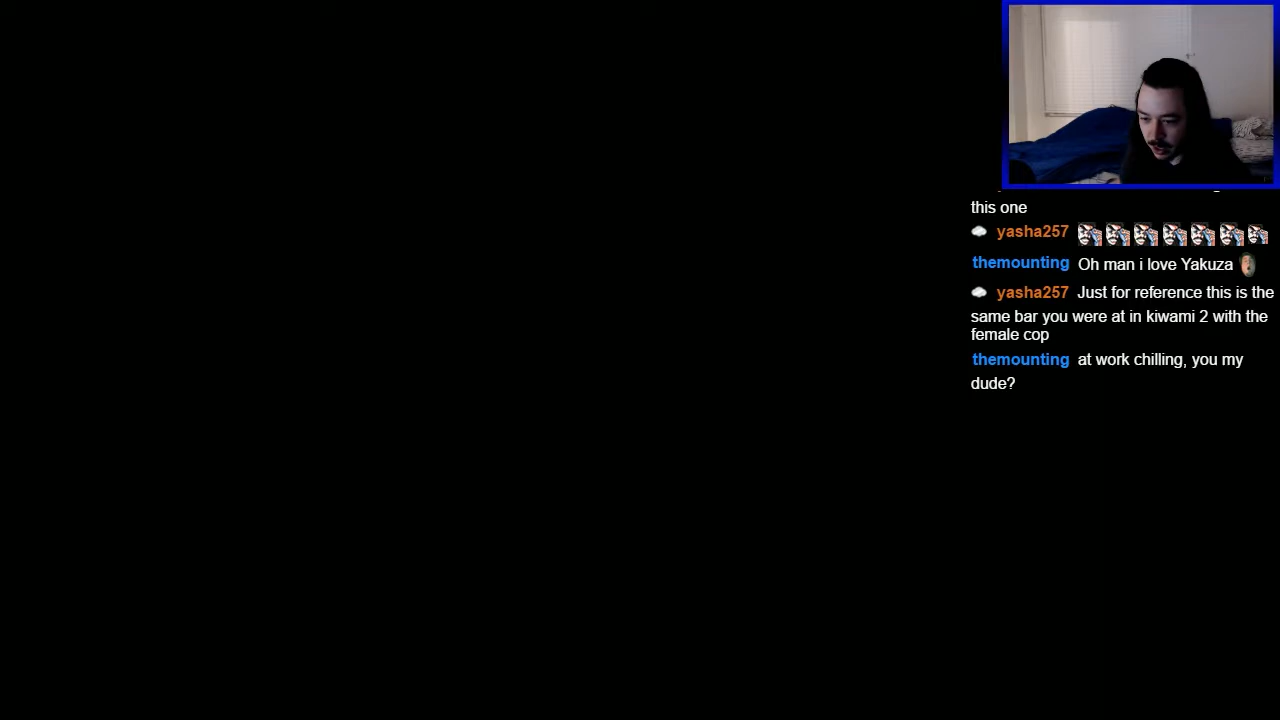 this one
yasha257
themounting Oh man i love Yakuza
yasha257 Just for reference this is the
same bar you were at in kiwami 2 with the
female cop
themounting at work chilling, you my
dude?